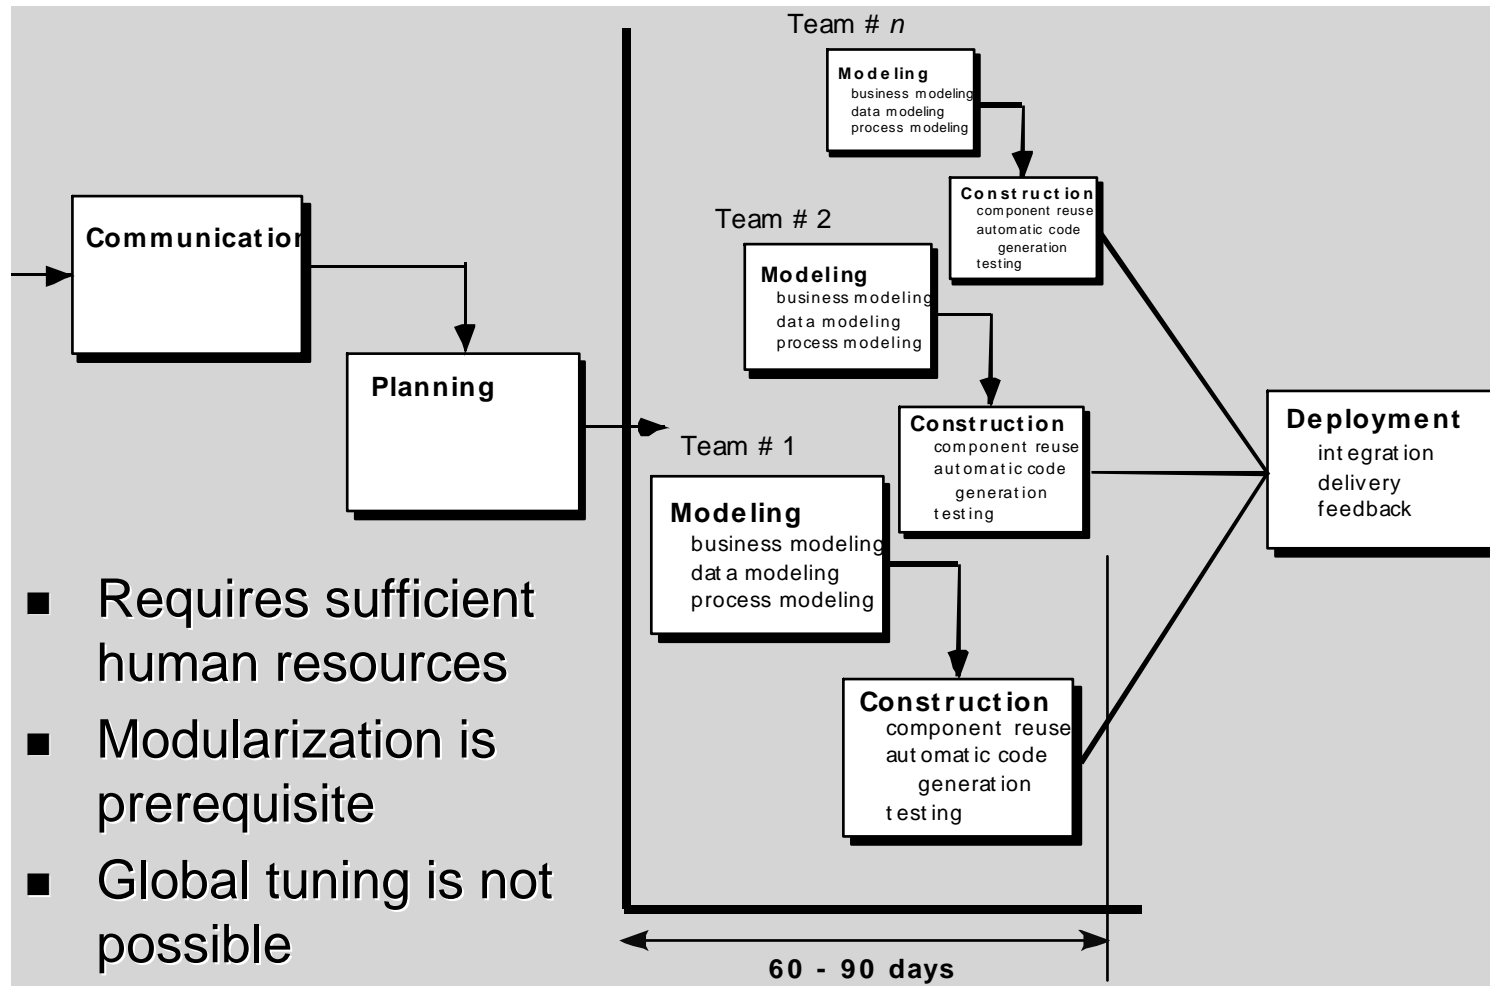 Team # n
Modeling
business modeling
data modeling
process modeling
Construction
component reuse
automatic code
generation
testing
Team # 2
Modeling
business modeling
data modeling
process modeling
Construction
component reuse
automatic code
generation
testing
Team # 1
Modeling
business modeling
data modeling
process modeling
Construction
component reuse
automatic code
generation
testing
Communication
Planning
Deployment
integration
delivery
feedback
■ Requires sufficient
human resources
■ Modularization is
prerequisite
■ Global tuning is not
possible
60 - 90 days